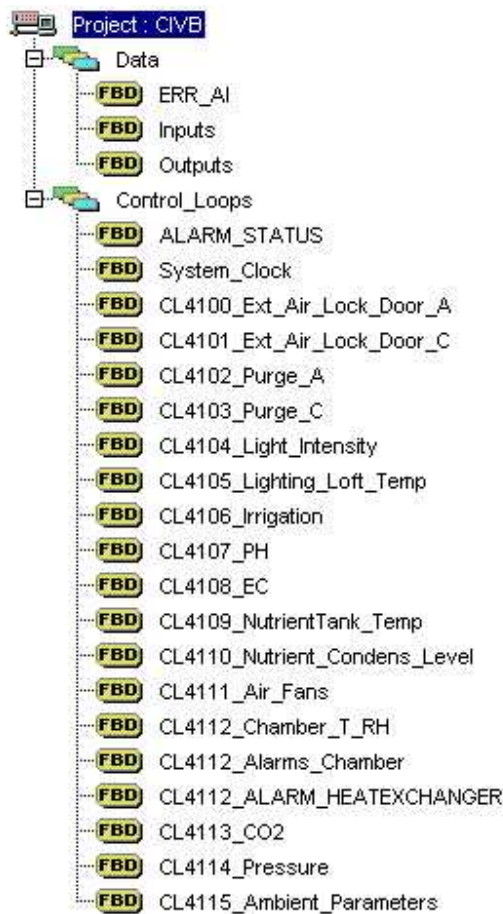 Project : CIVB
Data
FBD ERR_AI
FBD Inputs
FBD Outputs
Control_Loops
FBD ALARM_STATUS
FBD System_Clock
FBD CL4100_Ext_Air_Lock_Door_A
FBD CL4101_Ext_Air_Lock_Door_C
FBD CL4102_Purge_A
FBD CL4103_Purge_C
FBD CL4104_Light_Intensity
FBD CL4105_Lighting_Loft_Temp
FBD CL4106_Irrigation
FBD CL4107_PH
FBD CL4108_EC
FBD CL4109_NutrientTank_Temp
FBD CL4110_Nutrient_Condens_Level
FBD CL4111_Air_Fans
FBD CL4112_Chamber_T_RH
FBD CL4112_Alarms_Chamber
FBD CL4112_ALARM_HEATEXCHANGER
FBD CL4113_CO2
FBD CL4114_Pressure
FBD CL4115_Ambient_Parameters